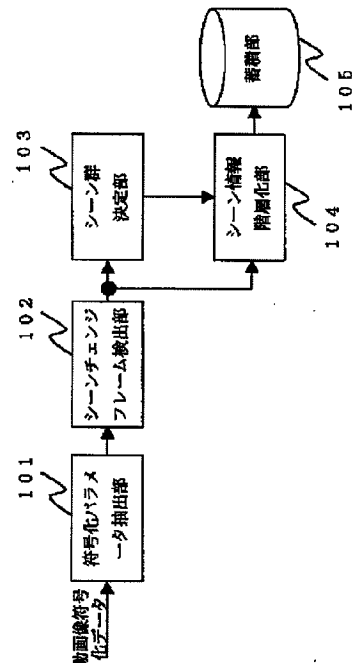 動画像符号
化データ
101
符号化パラメ
ータ抽出部
102
シーンチェンジ
フレーム検出部
103
シーン群
決定部
シーン情報
階層化部
104
蓄積部
105